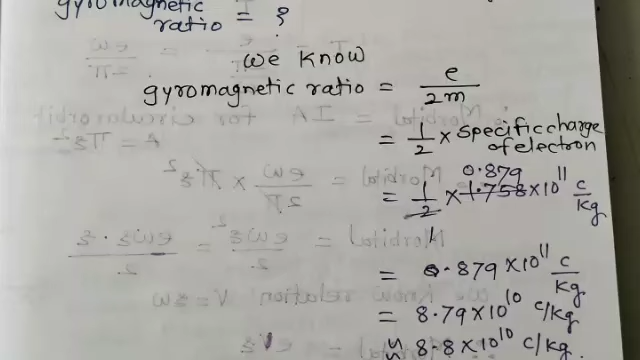 gyromagnetic
ratio = ?
we know
gyromagnetic ratio = e/2m
= 1/2 × specific charge
of electron
0.879
= 1/2 × 1.758 × 10^11 C/kg
= 0.879 × 10^11 C/kg
= 8.79 × 10^10 C/kg
≈ 8.8 × 10^10 C/kg.